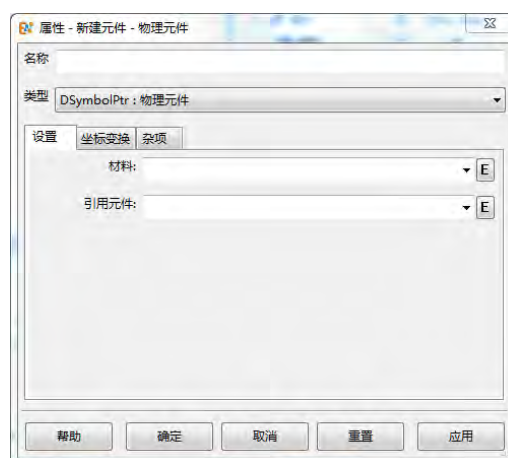 属性 - 新建元件 - 物理元件
名称
类型 DSymbolPtr : 物理元件
设置 坐标变换 杂项
材料: E
引用元件: E
帮助 确定 取消 重置 应用